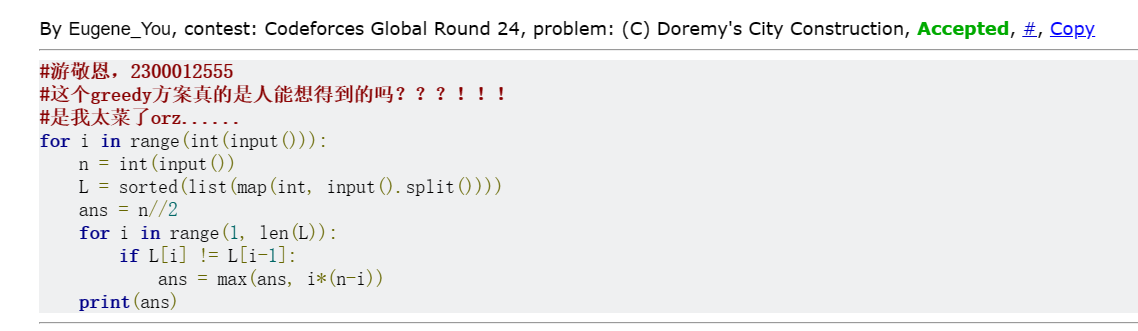 By Eugene_You, contest: Codeforces Global Round 24, problem: (C) Doremy's City Construction, Accepted, #, Copy
#游敬恩，2300012555
#这个greedy方案真的是人能想得到的吗？？？！！！
#是我太菜了orz......
for i in range(int(input())):
    n = int(input())
    L = sorted(list(map(int, input().split())))
    ans = n//2
    for i in range(1, len(L)):
        if L[i] != L[i-1]:
            ans = max(ans, i*(n-i))
    print(ans)